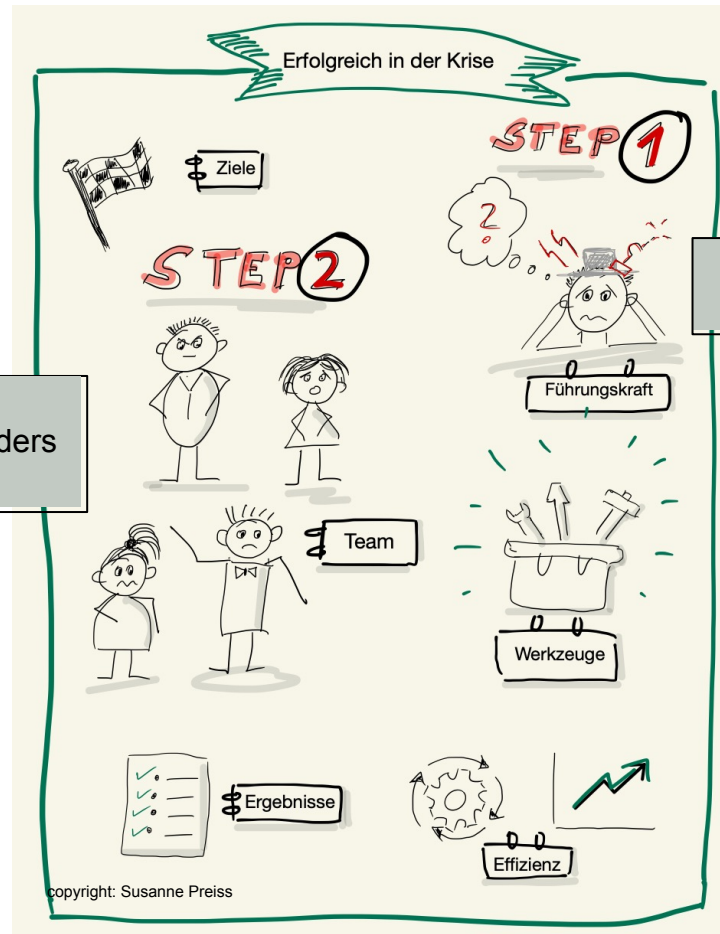 Erfolgreich in der Krise
STEP 1
Ziele
STEP 2
?
Führungskraft
Team
Werkzeuge
Ergebnisse
Effizienz
copyright: Susanne Preiss